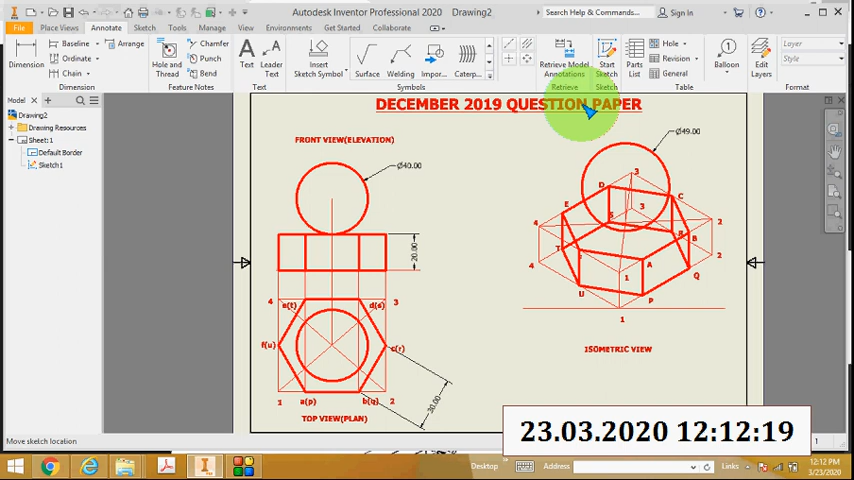 Autodesk Inventor Professional 2020 Drawing2
Search Help & Commands...
Sign In
File Place Views Annotate Sketch Tools Manage View Environments Get Started Collaborate
Dimension
Baseline
Ordinate
Chain
Arrange
Dimension
Hole and
Thread
Chamfer
Punch
Bend
Feature Notes
Text
Leader
Text
Text
Insert
Sketch Symbol
Surface
Welding
Impor...
Caterp...
Symbols
Retrieve Model
Annotations
Retrieve
Start
Sketch
Sketch
Parts
List
Hole
Revision
General
Table
Balloon
Edit
Layers
Layer
Style
Format
Model
Drawing2
Drawing Resources
Sheet:1
Default Border
Sketch1
DECEMBER 2019 QUESTION PAPER
FRONT VIEW(ELEVATION)
Ø40.00
20.00
4
e(t)
d(s)
3
f(u)
c(r)
1
a(p)
b(q)
2
30.00
TOP VIEW(PLAN)
Ø49.00
3
D
C
E
3
4
S
2
R
B
T
A
2
4
1
Q
U
P
1
ISOMETRIC VIEW
Move sketch location
1
23.03.2020 12:12:19
Desktop
Address
Links
12:12 PM
3/23/2020